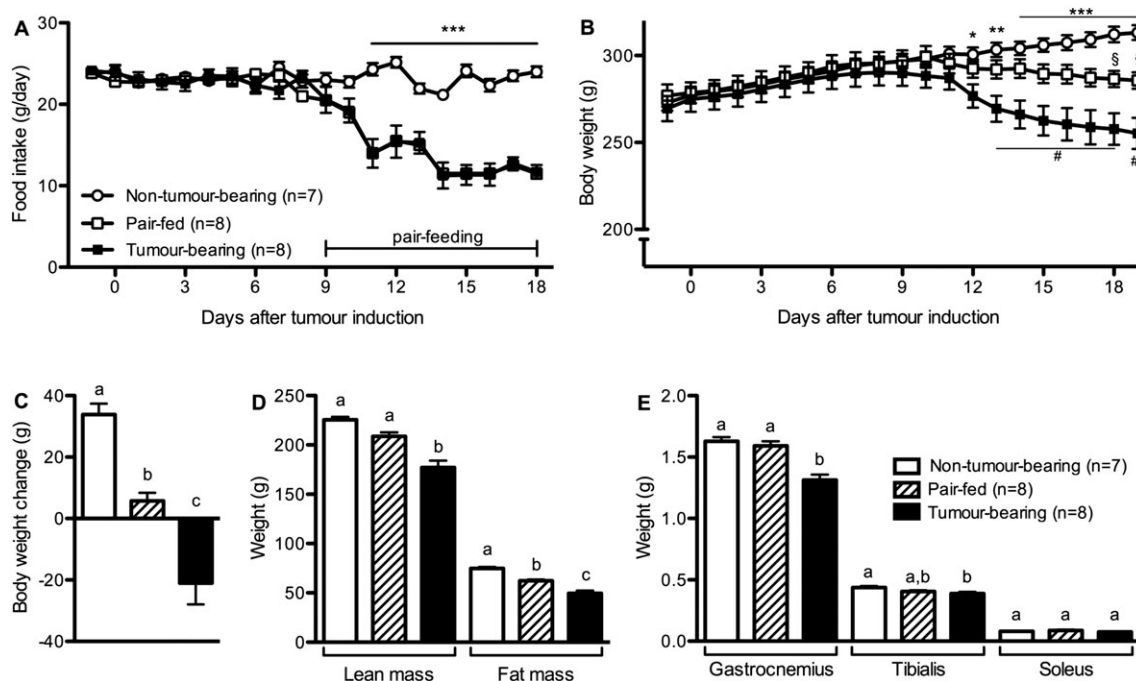 A
Food intake (g/day)
30
20
10
0
***
Non-tumour-bearing (n=7)
Pair-fed (n=8)
Tumour-bearing (n=8)
pair-feeding
0 3 6 9 12 15 18
Days after tumour induction
B
Body weight (g)
300
250
200
* ** ***
§
#
#
0 3 6 9 12 15 18
Days after tumour induction
C
Body weight change (g)
40
20
0
-20
-40
a
b
c
D
Weight (g)
250
200
150
100
50
0
a a b
a b c
Lean mass Fat mass
E
Weight (g)
2.0
1.5
1.0
0.5
0.0
a a b
a a,b b
a a a
Non-tumour-bearing (n=7)
Pair-fed (n=8)
Tumour-bearing (n=8)
Gastrocnemius Tibialis Soleus